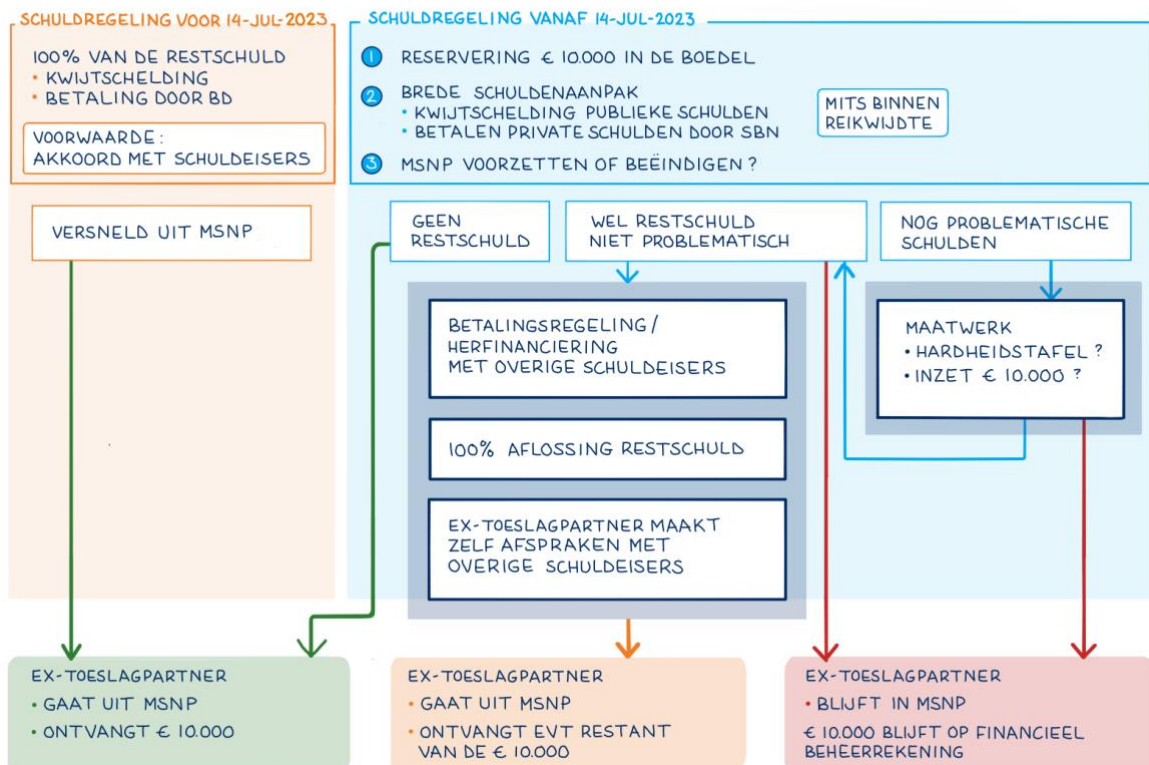 SCHULDREGELING VOOR 14-JUL-2023
100% VAN DE RESTSCHULD
• KWIJTSCHELDING
• BETALING DOOR BD
VOORWAARDE:
AKKOORD MET SCHULDEISERS
VERSNELD UIT MSNP
SCHULDREGELING VANAF 14-JUL-2023
1 RESERVERING € 10.000 IN DE BOEDEL
2 BREDE SCHULDENAANPAK
• KWIJTSCHELDING PUBLIEKE SCHULDEN
• BETALEN PRIVATE SCHULDEN DOOR SBN
MITS BINNEN
REIKWIJDTE
3 MSNP VOORZETTEN OF BEËINDIGEN ?
GEEN
RESTSCHULD
WEL RESTSCHULD
NIET PROBLEMATISCH
NOG PROBLEMATISCHE
SCHULDEN
BETALINGSREGELING/
HERFINANCIERING
MET OVERIGE SCHULDEISERS
100% AFLOSSING RESTSCHULD
EX-TOESLAGPARTNER MAAKT
ZELF AFSPRAKEN MET
OVERIGE SCHULDEISERS
MAATWERK
• HARDHEIDSTAFEL ?
• INZET € 10.000 ?
EX-TOESLAGPARTNER
• GAAT UIT MSNP
• ONTVANGT € 10.000
EX-TOESLAGPARTNER
• GAAT UIT MSNP
• ONTVANGT EVT RESTANT
VAN DE € 10.000
EX-TOESLAGPARTNER
• BLIJFT IN MSNP
€ 10.000 BLIJFT OP FINANCIEEL
BEHEERREKENING